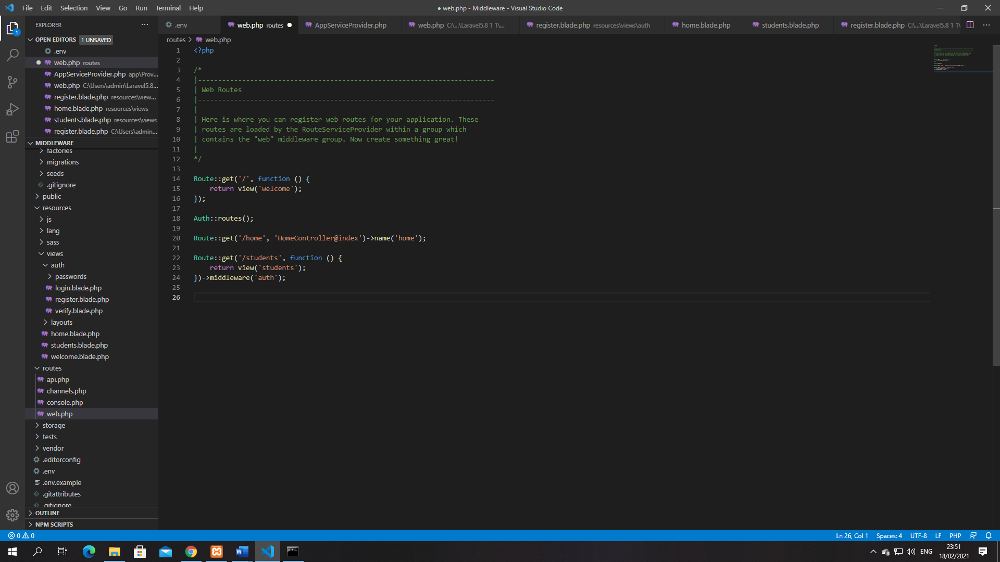 File Edit Selection View Go Run Terminal Help
● web.php - Middleware - Visual Studio Code
EXPLORER
OPEN EDITORS 1 UNSAVED
.env
web.php routes
AppServiceProvider.php app\Prov...
web.php C:\Users\admin\Laravel5.8...
register.blade.php resources\view...
home.blade.php resources\views
students.blade.php resources\views
register.blade.php C:\Users\admin...
MIDDLEWARE
factories
migrations
seeds
.gitignore
public
resources
js
lang
sass
views
auth
passwords
login.blade.php
register.blade.php
verify.blade.php
layouts
home.blade.php
students.blade.php
welcome.blade.php
routes
api.php
channels.php
console.php
web.php
storage
tests
vendor
.editorconfig
.env
.env.example
.gitattributes
.gitignore
OUTLINE
NPM SCRIPTS
.env
web.php routes
AppServiceProvider.php
web.php C:\...\Laravel5.8 1 1\...
register.blade.php resources\views\auth
home.blade.php
students.blade.php
register.blade.php C:\...\Laravel5.8 1 1\
routes > web.php
1 <?php
2
3 /*
4 |--------------------------------------------------------------------------
5 | Web Routes
6 |--------------------------------------------------------------------------
7 |
8 | Here is where you can register web routes for your application. These
9 | routes are loaded by the RouteServiceProvider within a group which
10 | contains the "web" middleware group. Now create something great!
11 |
12 */
13
14 Route::get('/', function () {
15     return view('welcome');
16 });
17
18 Auth::routes();
19
20 Route::get('/home', 'HomeController@index')->name('home');
21
22 Route::get('/students', function () {
23     return view('students');
24 })->middleware('auth');
25
26
0 0
Ln 26, Col 1 Spaces: 4 UTF-8 LF PHP
ENG
23:51
18/02/2021